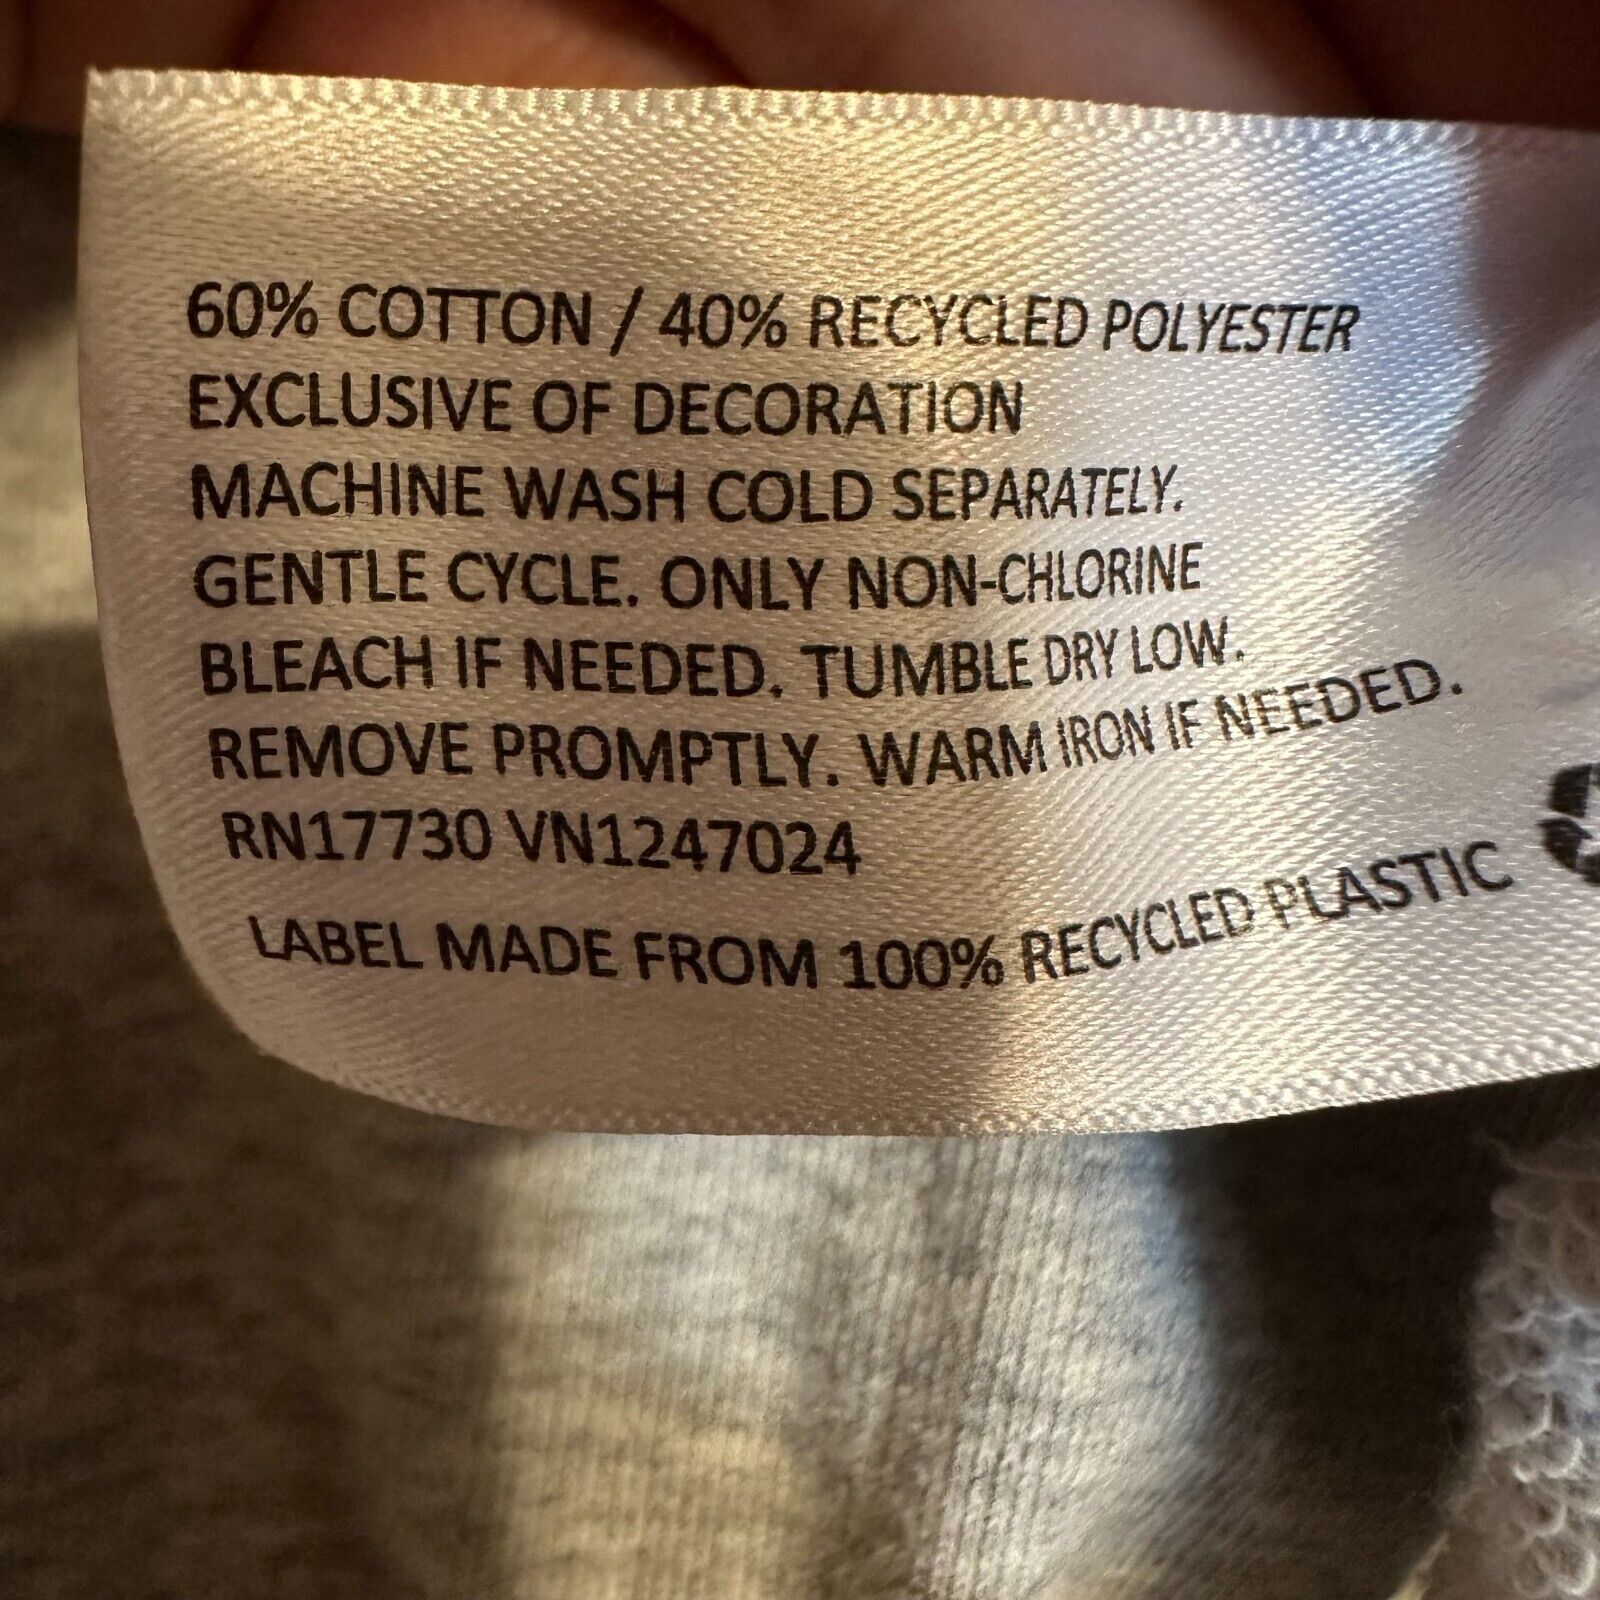 60% COTTON / 40% RECYCLED POLYESTER
EXCLUSIVE OF DECORATION
MACHINE WASH COLD SEPARATELY.
GENTLE CYCLE. ONLY NON-CHLORINE
BLEACH IF NEEDED. TUMBLE DRY LOW.
REMOVE PROMPTLY. WARM IRON IF NEEDED.
RN17730 VN1247024
LABEL MADE FROM 100% RECYCLED PLASTIC